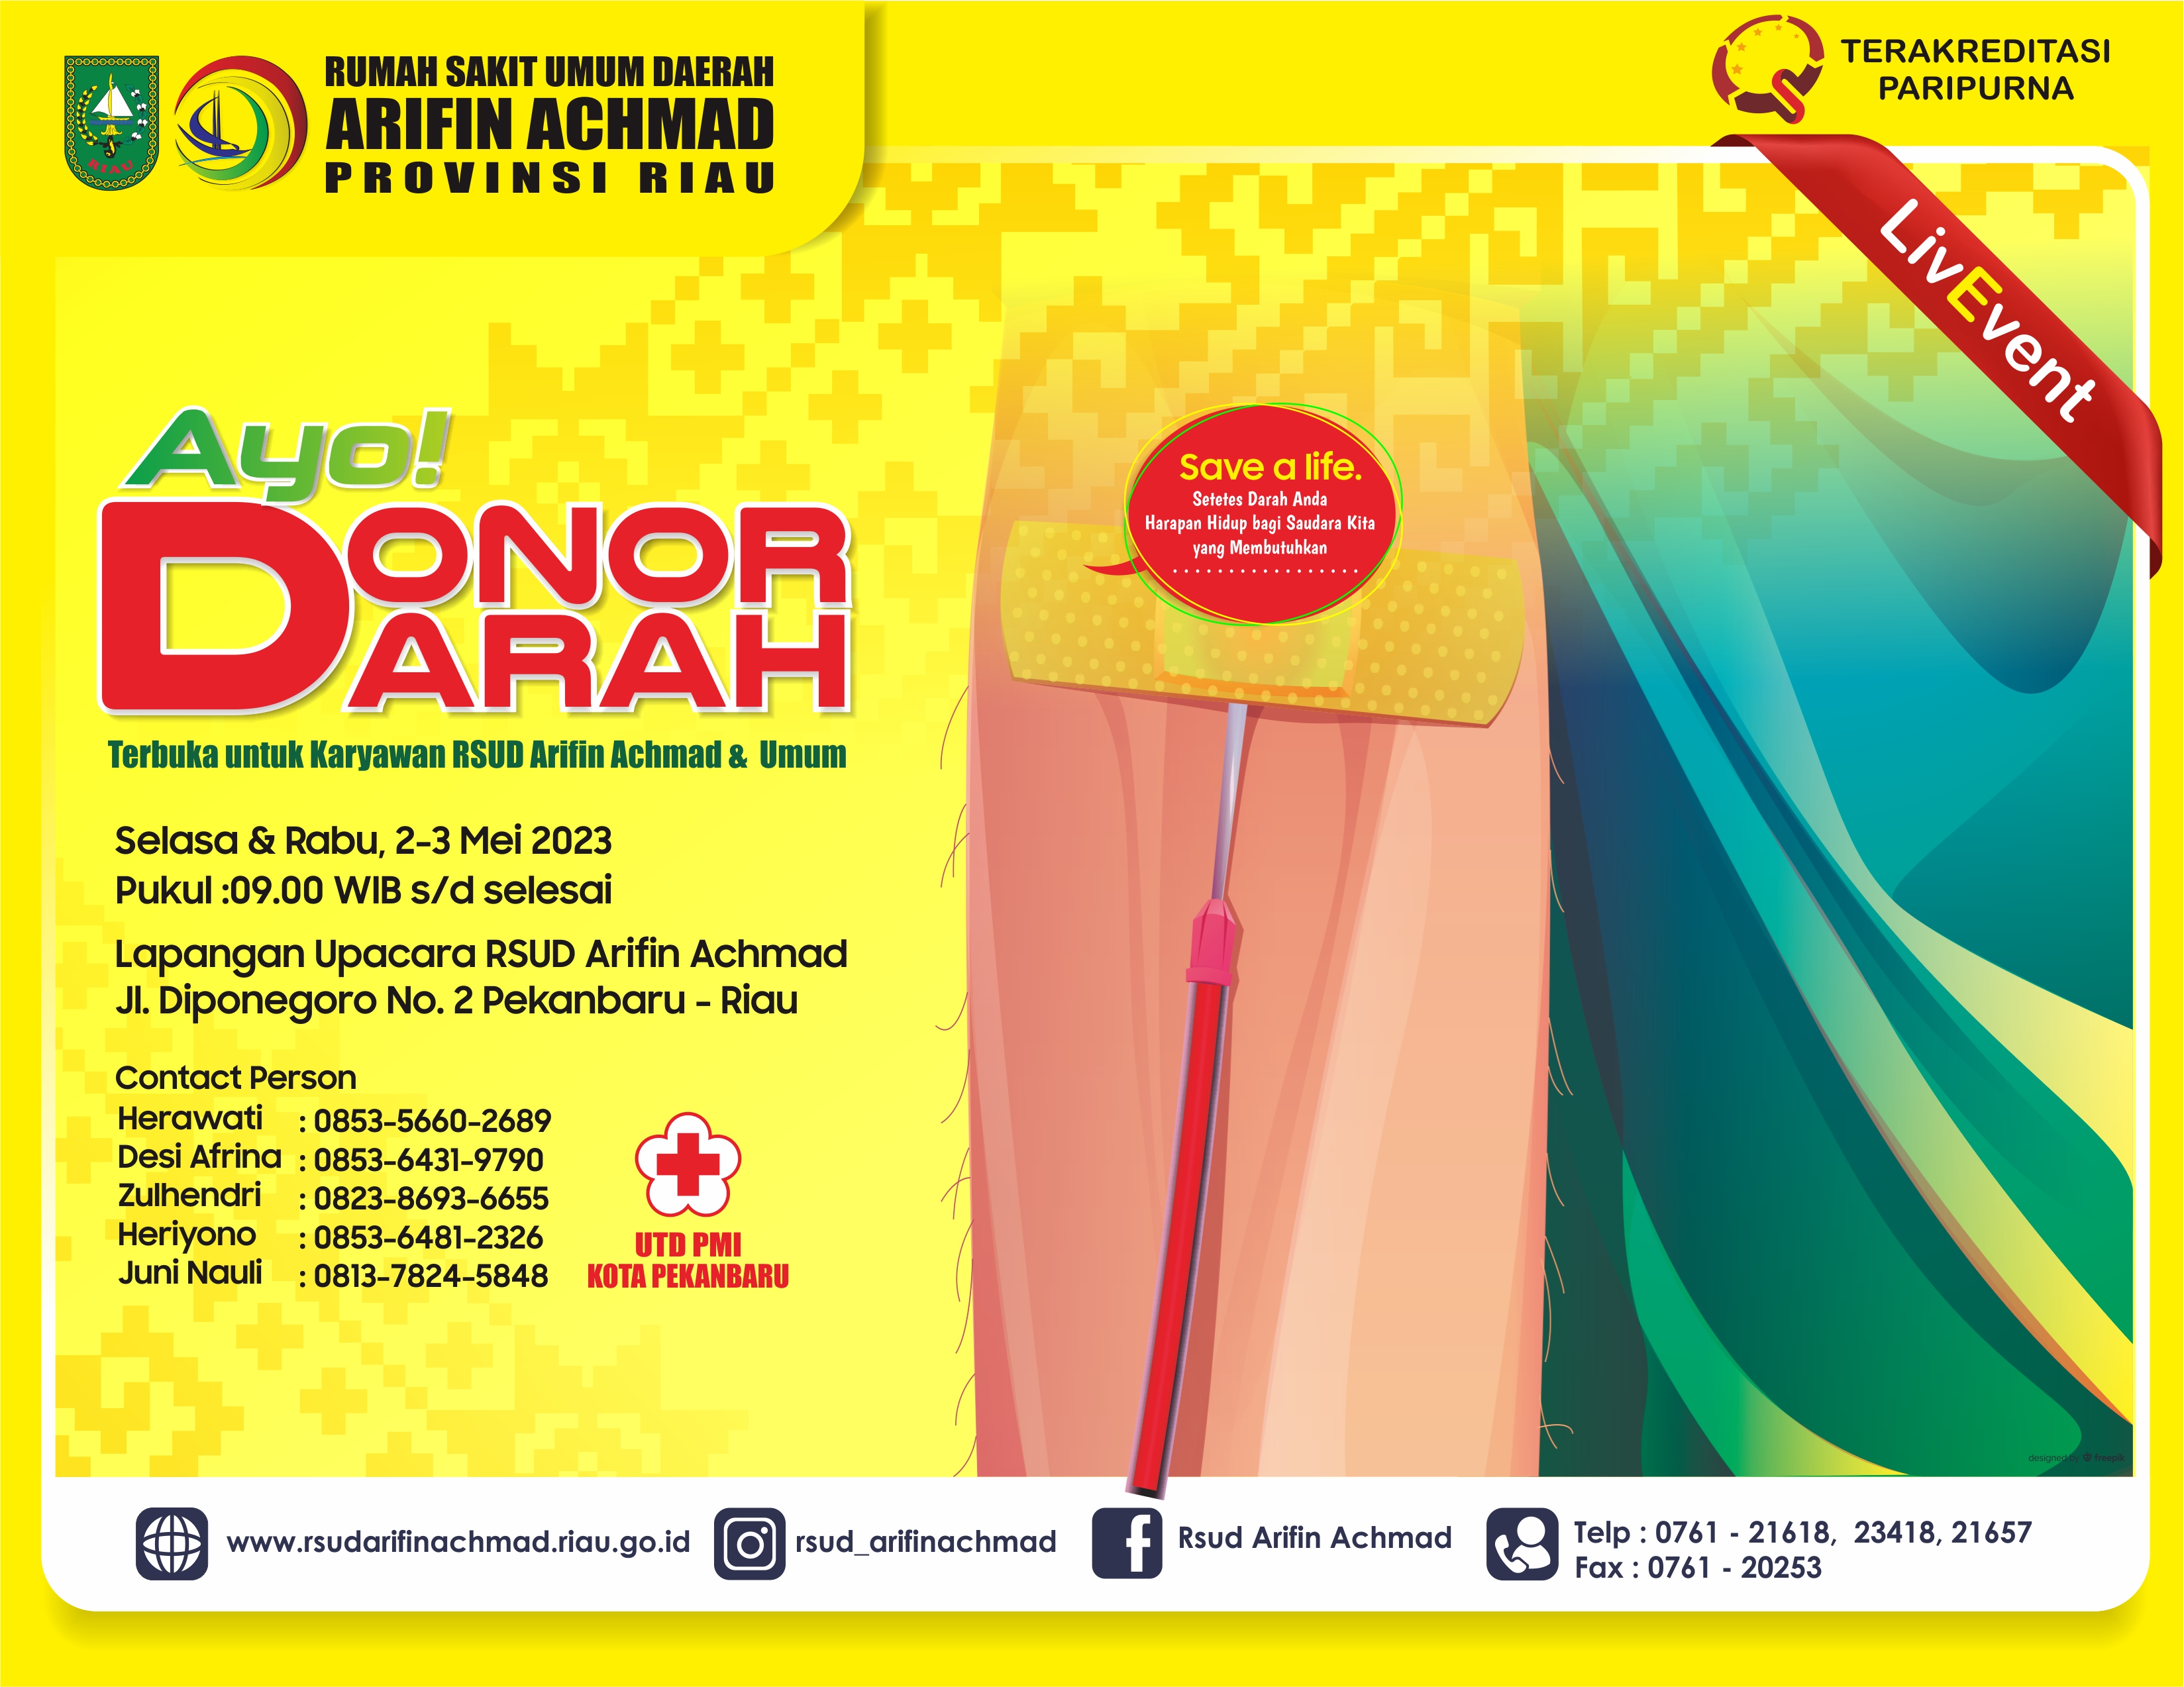 RIAU
RUMAH SAKIT UMUM DAERAH
ARIFIN ACHMAD
PROVINSI RIAU
TERAKREDITASI
PARIPURNA
LivEvent
Ayo!
DONOR
DARAH
Terbuka untuk Karyawan RSUD Arifin Achmad & Umum
Save a life.
Setetes Darah Anda
Harapan Hidup bagi Saudara Kita
yang Membutuhkan
.................
Selasa & Rabu, 2-3 Mei 2023
Pukul :09.00 WIB s/d selesai
Lapangan Upacara RSUD Arifin Achmad
Jl. Diponegoro No. 2 Pekanbaru - Riau
Contact Person
Herawati : 0853-5660-2689
Desi Afrina : 0853-6431-9790
Zulhendri : 0823-8693-6655
Heriyono : 0853-6481-2326
Juni Nauli : 0813-7824-5848
UTD PMI
KOTA PEKANBARU
designed by freepik
www.rsudarifinachmad.riau.go.id
rsud_arifinachmad
Rsud Arifin Achmad
Telp : 0761 - 21618, 23418, 21657
Fax : 0761 - 20253